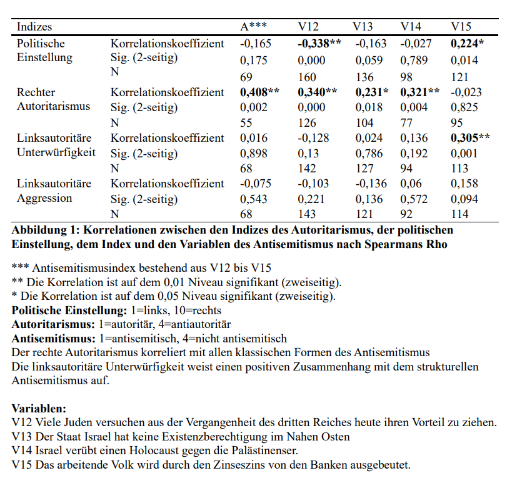 Indizes A*** V12 V13 V14 V15
Politische Korrelationskoeffizient -0,165 -0,338** -0,163 -0,027 0,224*
Einstellung Sig. (2-seitig) 0,175 0,000 0,059 0,789 0,014
N 69 160 136 98 121
Rechter Korrelationskoeffizient 0,408** 0,340** 0,231* 0,321** -0,023
Autoritarismus Sig. (2-seitig) 0,002 0,000 0,018 0,004 0,825
N 55 126 104 77 95
Linksautoritäre Korrelationskoeffizient 0,016 -0,128 0,024 0,136 0,305**
Unterwürfigkeit Sig. (2-seitig) 0,898 0,13 0,786 0,192 0,001
N 68 142 127 94 113
Linksautoritäre Korrelationskoeffizient -0,075 -0,103 -0,136 0,06 0,158
Aggression Sig. (2-seitig) 0,543 0,221 0,136 0,572 0,094
N 68 143 121 92 114
Abbildung 1: Korrelationen zwischen den Indizes des Autoritarismus, der politischen
Einstellung, dem Index und den Variablen des Antisemitismus nach Spearmans Rho
*** Antisemitismusindex bestehend aus V12 bis V15
** Die Korrelation ist auf dem 0,01 Niveau signifikant (zweiseitig).
* Die Korrelation ist auf dem 0,05 Niveau signifikant (zweiseitig).
Politische Einstellung: 1=links, 10=rechts
Autoritarismus: 1=autoritär, 4=antiautoritär
Antisemitismus: 1=antisemitisch, 4=nicht antisemitisch
Der rechte Autoritarismus korreliert mit allen klassischen Formen des Antisemitismus
Die linksautoritäre Unterwürfigkeit weist einen positiven Zusammenhang mit dem strukturellen
Antisemitismus auf.
Variablen:
V12 Viele Juden versuchen aus der Vergangenheit des dritten Reiches heute ihren Vorteil zu ziehen.
V13 Der Staat Israel hat keine Existenzberechtigung im Nahen Osten
V14 Israel verübt einen Holocaust gegen die Palästinenser.
V15 Das arbeitende Volk wird durch den Zinseszins von den Banken ausgebeutet.